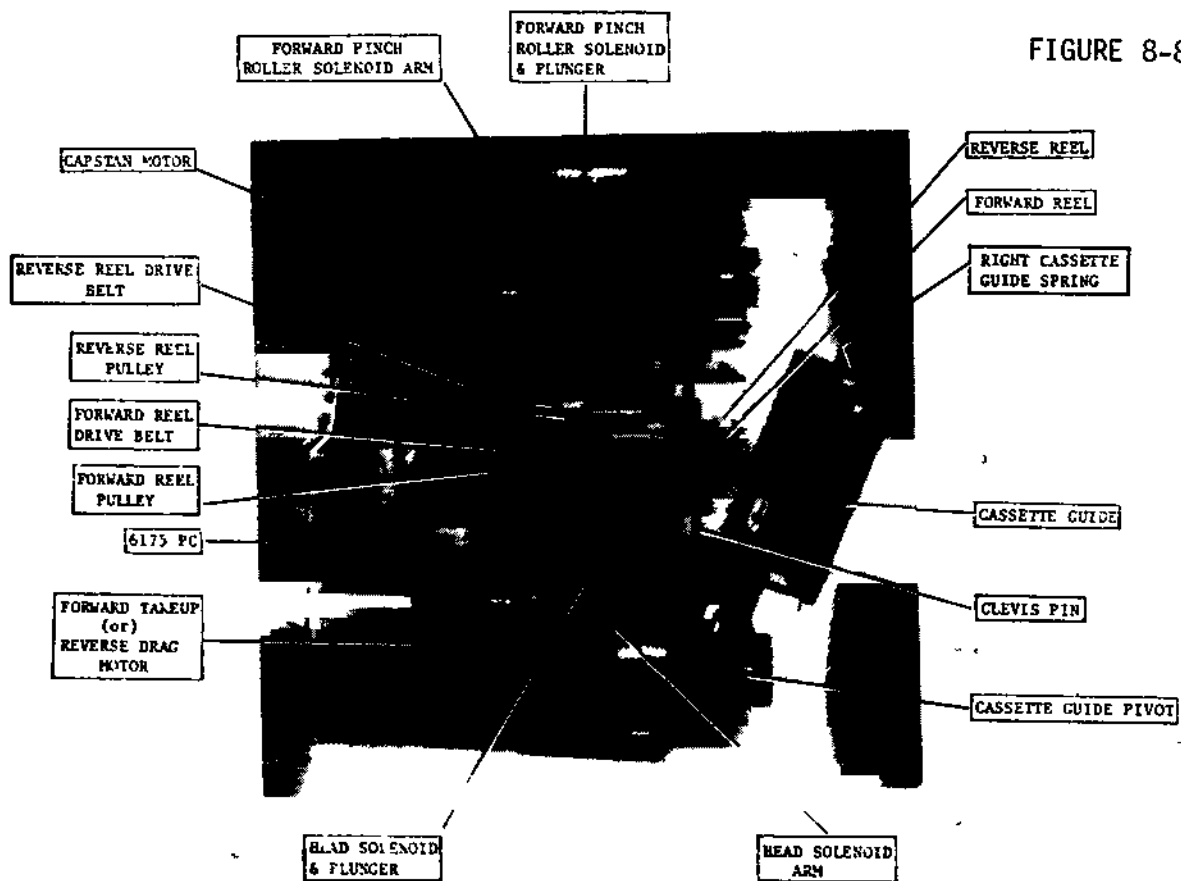 FIGURE 8-8
FORWARD PINCH
ROLLER SOLENOID ARM
FORWARD PINCH
ROLLER SOLENOID
& PLUNGER
CAPSTAN MOTOR
REVERSE REEL DRIVE
BELT
REVERSE REEL
PULLEY
FORWARD REEL
DRIVE BELT
FORWARD REEL
PULLEY
6175 PC
FORWARD TAKEUP
(or)
REVERSE DRAG
MOTOR
HEAD SOLENOID
& PLUNGER
HEAD SOLENOID
ARM
REVERSE REEL
FORWARD REEL
RIGHT CASSETTE
GUIDE SPRING
CASSETTE GUIDE
CLEVIS PIN
CASSETTE GUIDE PIVOT